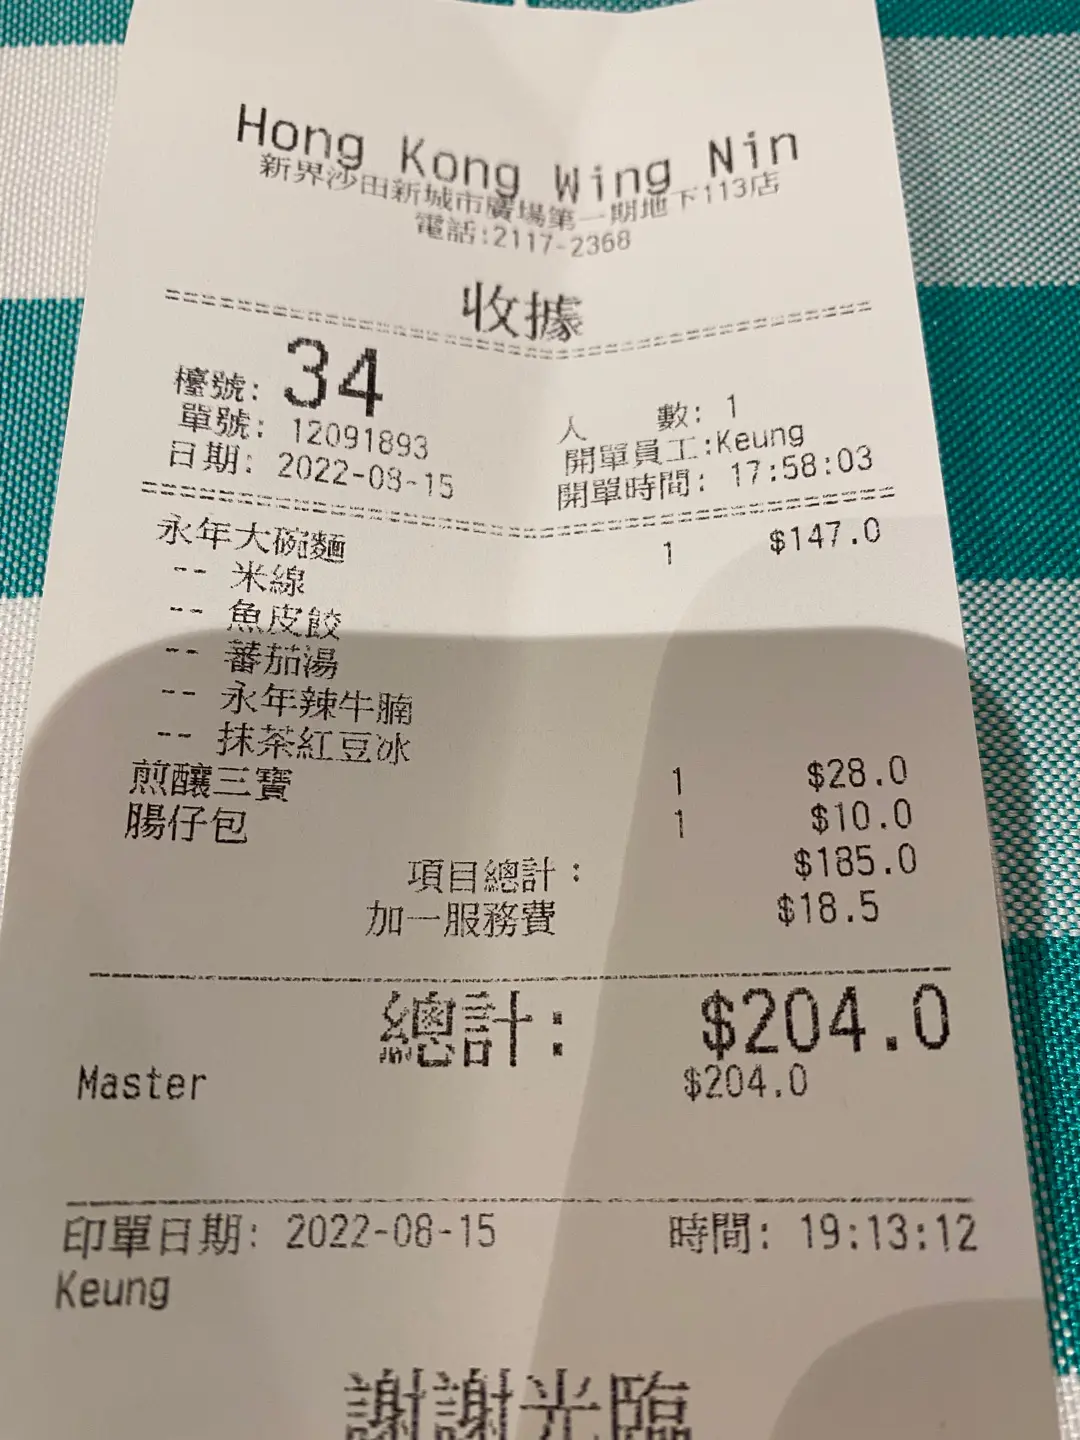 Hong Kong Wing Nin
新界沙田新城市廣場第一期地下113店
電話:2117-2368
收據
檯號: 34
人 數: 1
單號: 12091893
開單員工:Keung
日期: 2022-08-15
開單時間: 17:58:03
永年大碗麵 1 $147.0
-- 米線
-- 魚皮餃
-- 蕃茄湯
-- 永年辣牛腩
-- 抹茶紅豆冰
煎釀三寶 1 $28.0
腸仔包 1 $10.0
項目總計: $185.0
加一服務費 $18.5
總計: $204.0
Master $204.0
印單日期: 2022-08-15 時間: 19:13:12
Keung
謝謝光臨